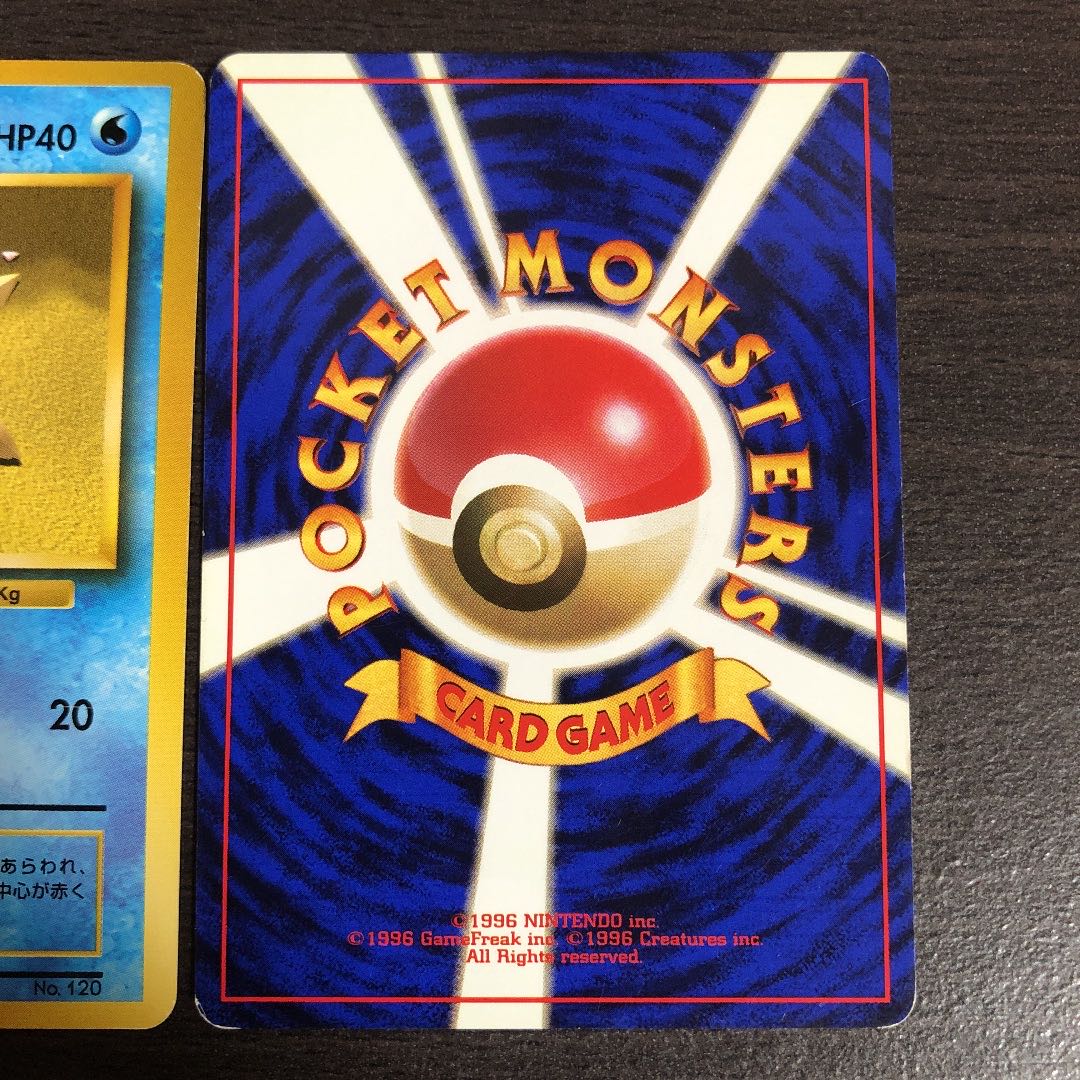 HP40
Kg
20
あらわれ、
中心が赤く
No. 120
POCKET MONSTERS
CARD GAME
©1996 NINTENDO inc.
©1996 GameFreak inc. ©1996 Creatures inc.
All Rights reserved.